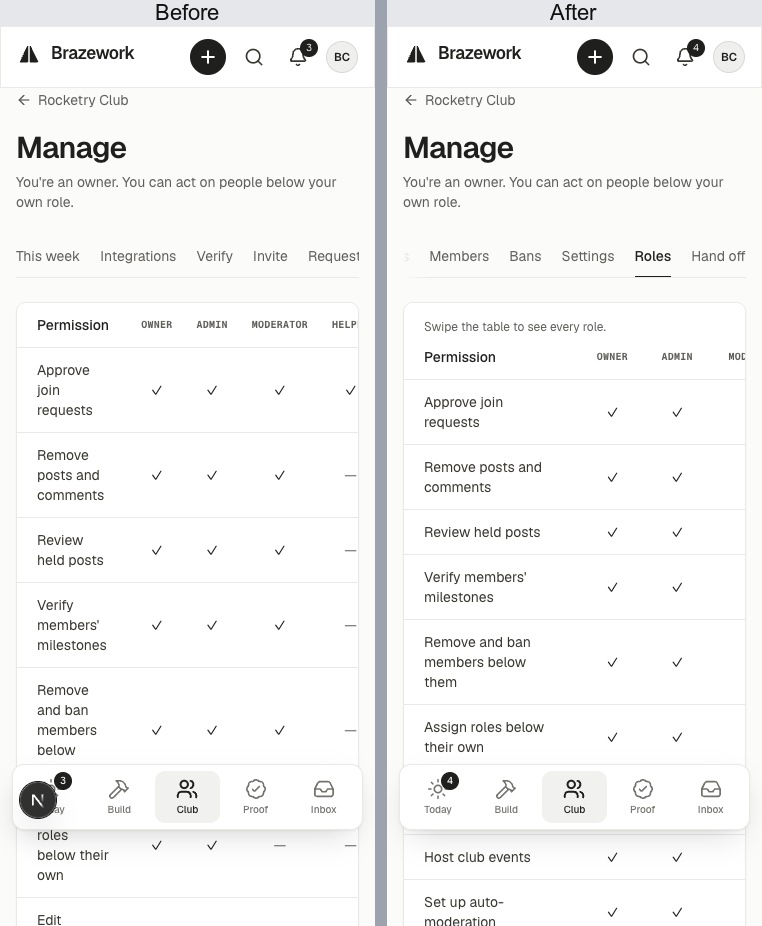 Before
Brazework
3
BC
Rocketry Club
Manage
You're an owner. You can act on people below your
own role.
This week Integrations Verify Invite Request
Permission OWNER ADMIN MODERATOR HELP
Approve
join
requests
Remove
posts and
comments
Review
held posts
Verify
members'
milestones
Remove
and ban
members
below
3
N
ay Build Club Proof Inbox
roles
below their
own
Edit
After
Brazework
4
BC
Rocketry Club
Manage
You're an owner. You can act on people below your
own role.
s Members Bans Settings Roles Hand off
Swipe the table to see every role.
Permission OWNER ADMIN MOD
Approve join
requests
Remove posts and
comments
Review held posts
Verify members'
milestones
Remove and ban
members below
them
Assign roles below
their own
4
Today Build Club Proof Inbox
Host club events
Set up auto-
moderation